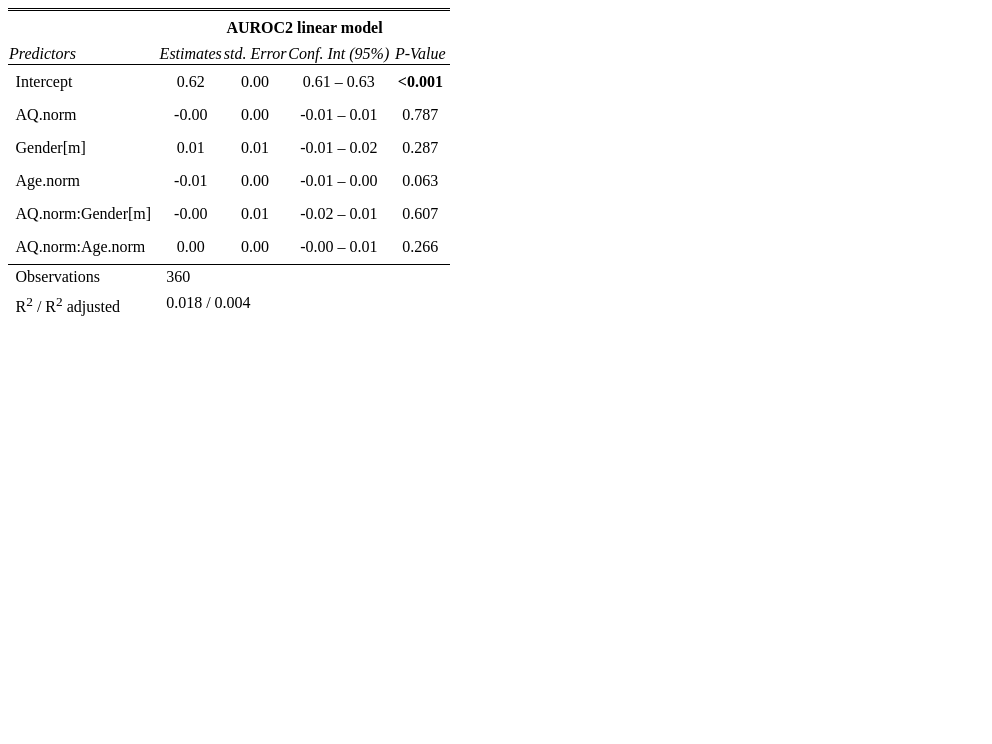 AUROC2 linear model
Predictors Estimates std. Error Conf. Int (95%) P-Value
Intercept 0.62 0.00 0.61 – 0.63 <0.001
AQ.norm -0.00 0.00 -0.01 – 0.01 0.787
Gender[m] 0.01 0.01 -0.01 – 0.02 0.287
Age.norm -0.01 0.00 -0.01 – 0.00 0.063
AQ.norm:Gender[m] -0.00 0.01 -0.02 – 0.01 0.607
AQ.norm:Age.norm 0.00 0.00 -0.00 – 0.01 0.266
Observations 360
R² / R² adjusted 0.018 / 0.004